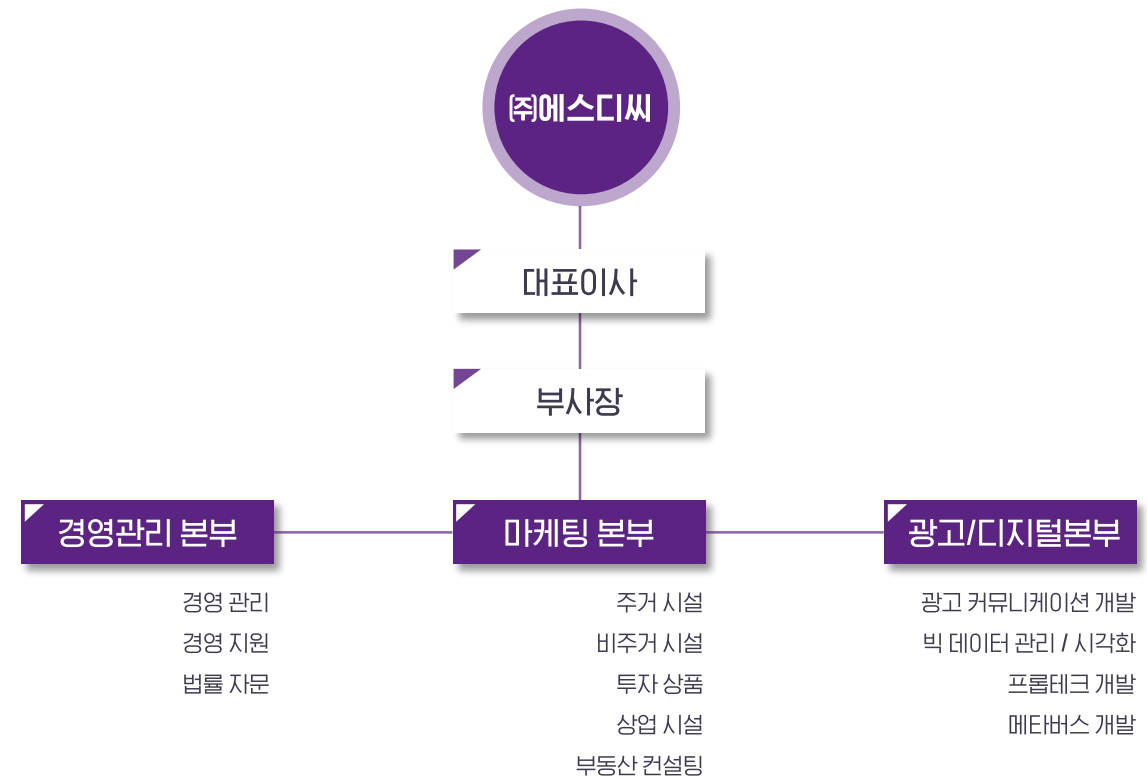 ㈜에스디씨
대표이사
부사장
경영관리 본부
경영 관리
경영 지원
법률 자문
마케팅 본부
주거 시설
비주거 시설
투자 상품
상업 시설
부동산 컨설팅
광고/디지털본부
광고 커뮤니케이션 개발
빅 데이터 관리 / 시각화
프롭테크 개발
메타버스 개발